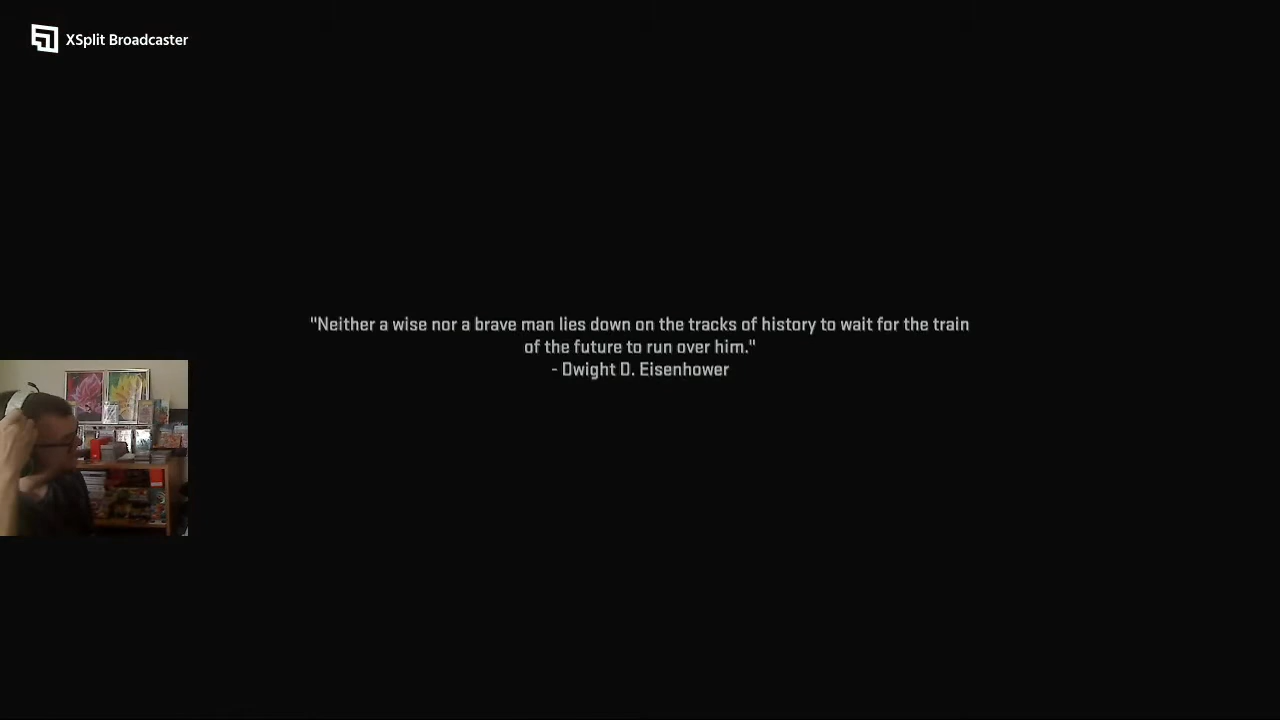 XSplit Broadcaster
"Neither a wise nor a brave man lies down on the tracks of history to wait for the train
of the future to run over him."
- Dwight D. Eisenhower